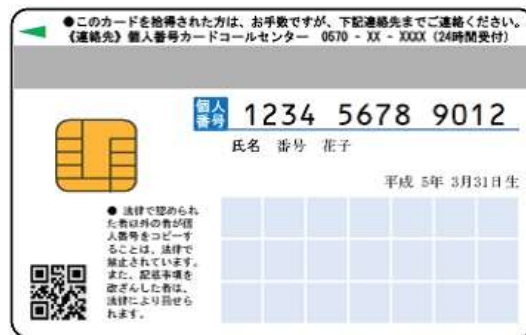 ●このカードを拾得された方は、お手数ですが、下記連絡先までご連絡ください。
《連絡先》個人番号カードコールセンター 0570 - XX - XXXX (24時間受付)
個人番号 1234 5678 9012
氏名 番号 花子
平成 5年 3月31日生
● 法律で認められ
た者以外の者が個
人番号をコピーす
ることは、法律で
禁止されています。
また、記載事項を
改ざんした者は、
法律により罰せら
れます。